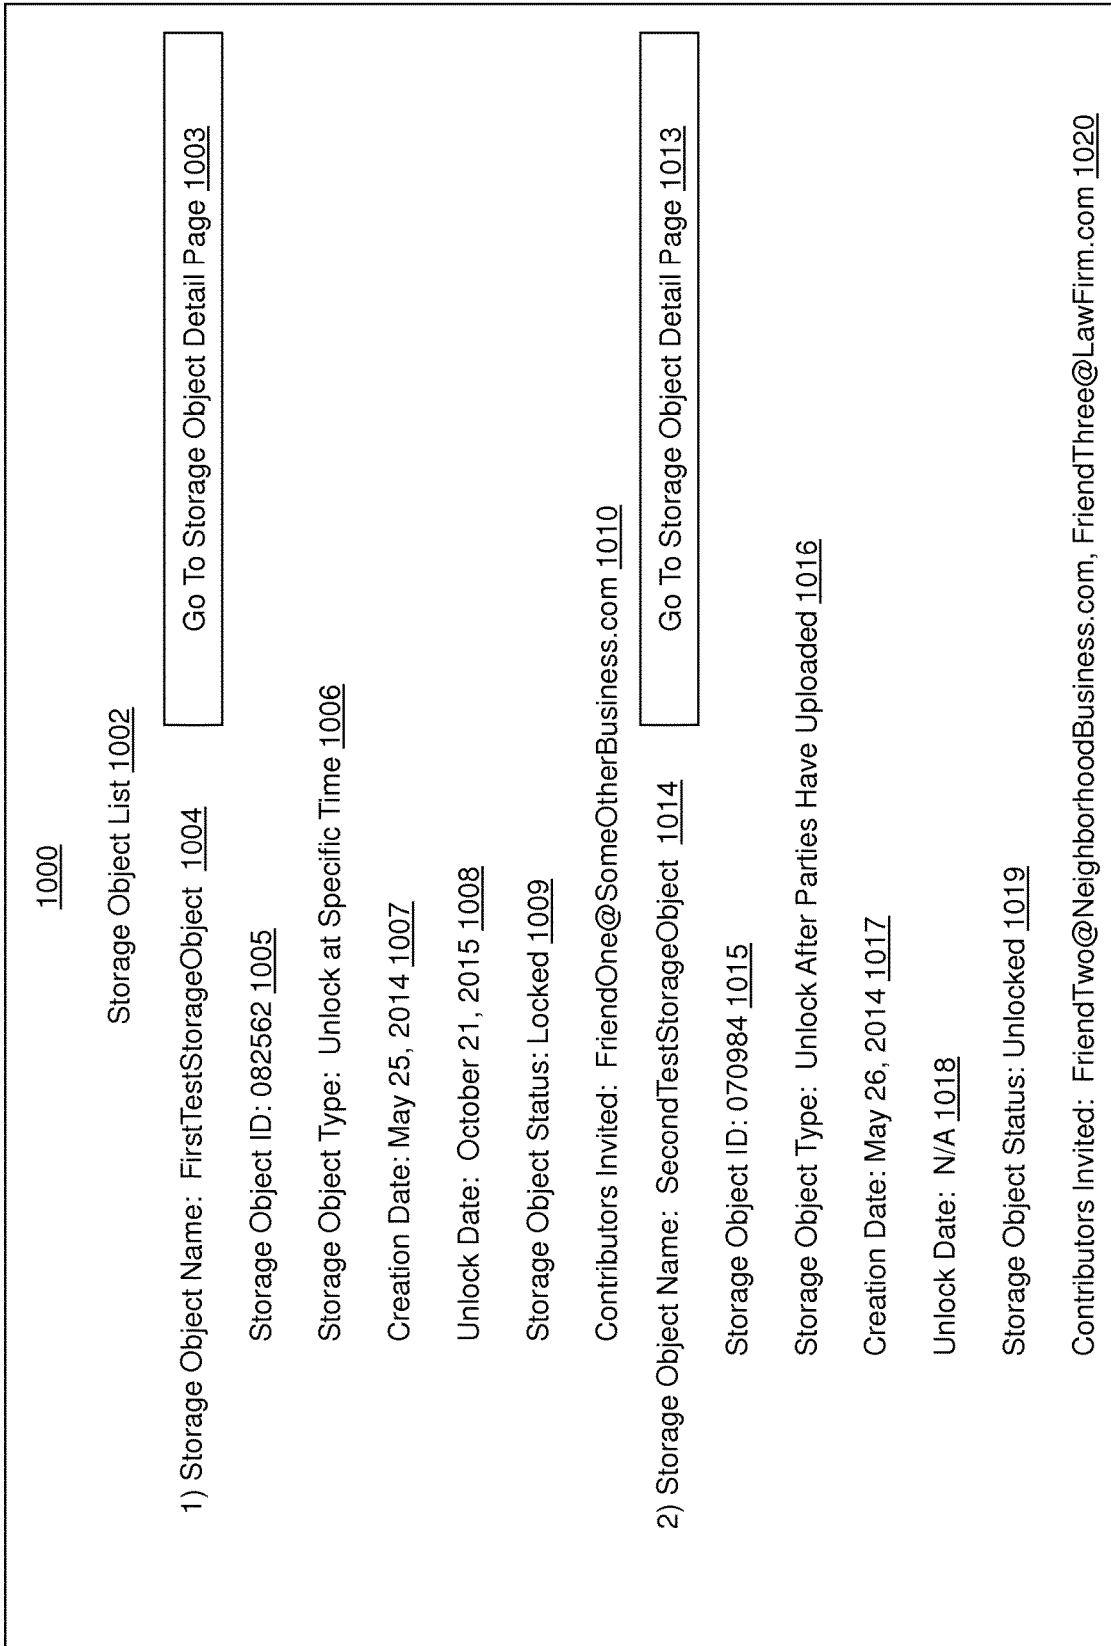 1000
Storage Object List 1002
1) Storage Object Name: FirstTestStorageObject 1004
Go To Storage Object Detail Page 1003
Storage Object ID: 082562 1005
Storage Object Type: Unlock at Specific Time 1006
Creation Date: May 25, 2014 1007
Unlock Date: October 21, 2015 1008
Storage Object Status: Locked 1009
Contributors Invited: FriendOne@SomeOtherBusiness.com 1010
2) Storage Object Name: SecondTestStorageObject 1014
Go To Storage Object Detail Page 1013
Storage Object ID: 070984 1015
Storage Object Type: Unlock After Parties Have Uploaded 1016
Creation Date: May 26, 2014 1017
Unlock Date: N/A 1018
Storage Object Status: Unlocked 1019
Contributors Invited: FriendTwo@NeighborhoodBusiness.com, FriendThree@LawFirm.com 1020